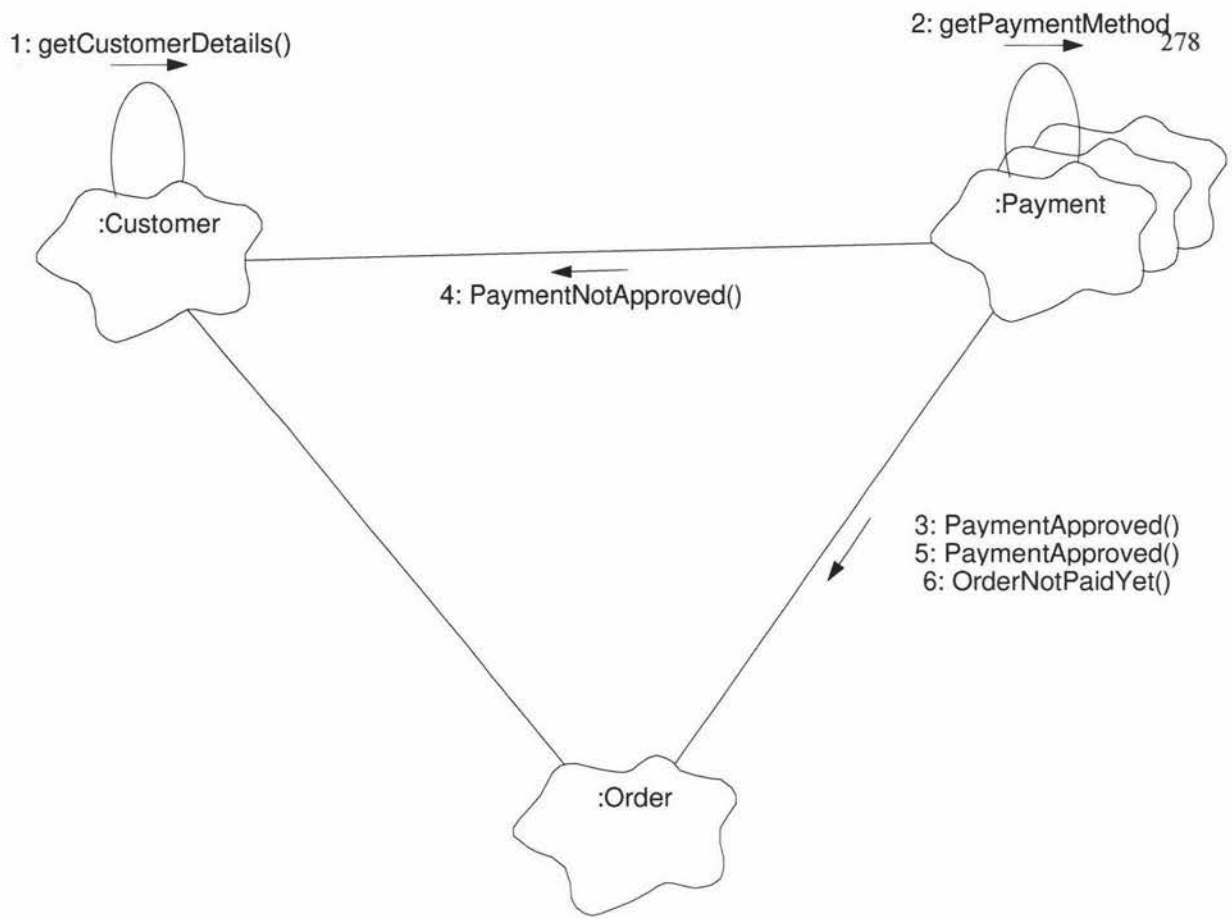 1: getCustomerDetails()
2: getPaymentMethod
278
:Customer
:Payment
4: PaymentNotApproved()
3: PaymentApproved()
5: PaymentApproved()
6: OrderNotPaidYet()
:Order